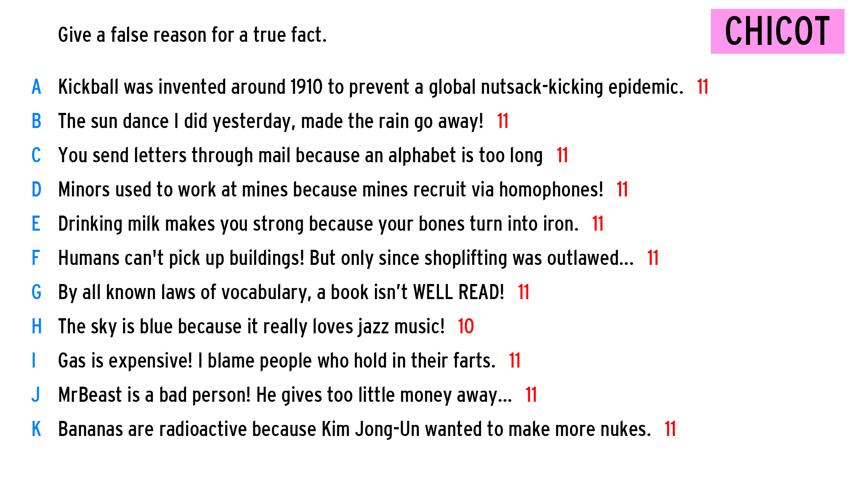 Give a false reason for a true fact.
CHICOT
A Kickball was invented around 1910 to prevent a global nutsack-kicking epidemic. 11
B The sun dance I did yesterday, made the rain go away! 11
C You send letters through mail because an alphabet is too long 11
D Minors used to work at mines because mines recruit via homophones! 11
E Drinking milk makes you strong because your bones turn into iron. 11
F Humans can't pick up buildings! But only since shoplifting was outlawed... 11
G By all known laws of vocabulary, a book isn’t WELL READ! 11
H The sky is blue because it really loves jazz music! 10
I Gas is expensive! I blame people who hold in their farts. 11
J MrBeast is a bad person! He gives too little money away... 11
K Bananas are radioactive because Kim Jong-Un wanted to make more nukes. 11